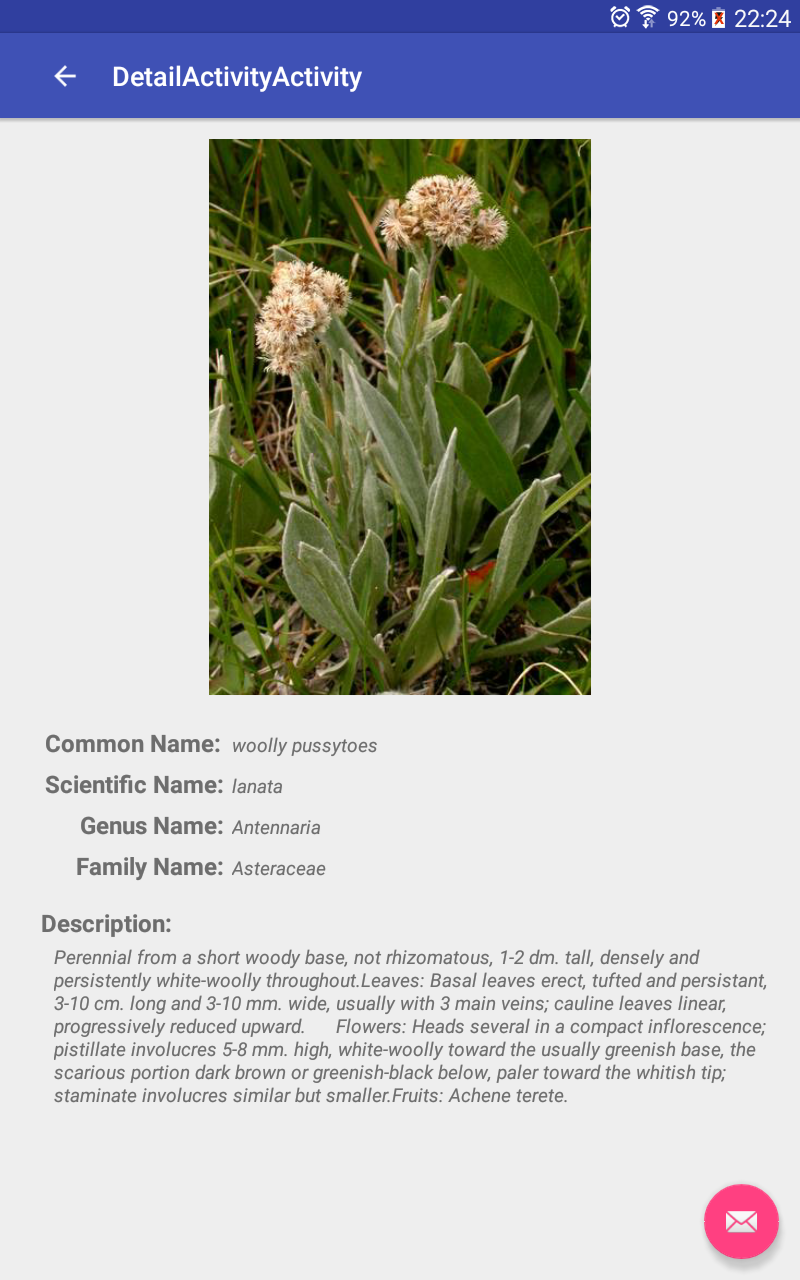 92% 22:24
DetailActivityActivity
Common Name: woolly pussytoes
Scientific Name: lanata
Genus Name: Antennaria
Family Name: Asteraceae
Description:
Perennial from a short woody base, not rhizomatous, 1-2 dm. tall, densely and
persistently white-woolly throughout.Leaves: Basal leaves erect, tufted and persistant,
3-10 cm. long and 3-10 mm. wide, usually with 3 main veins; cauline leaves linear,
progressively reduced upward. Flowers: Heads several in a compact inflorescence;
pistillate involucres 5-8 mm. high, white-woolly toward the usually greenish base, the
scarious portion dark brown or greenish-black below, paler toward the whitish tip;
staminate involucres similar but smaller.Fruits: Achene terete.